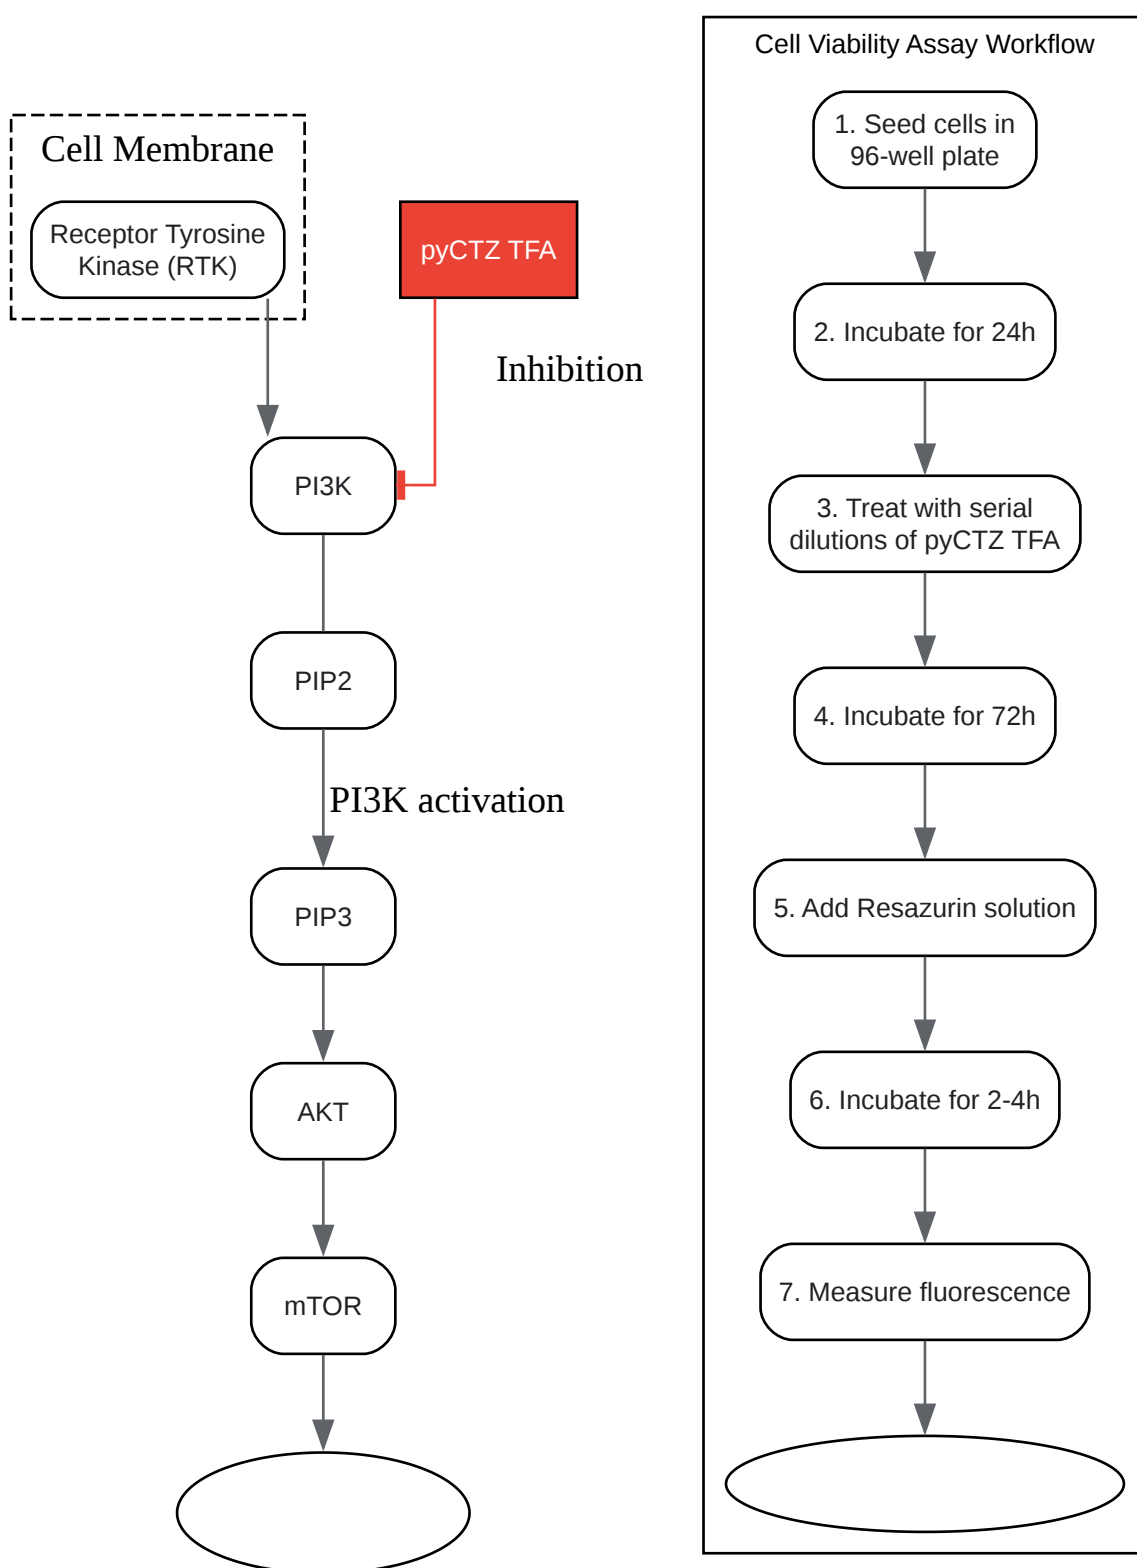 Cell Membrane
Receptor Tyrosine
Kinase (RTK)
pyCTZ TFA
Inhibition
PI3K
PIP2
PI3K activation
PIP3
AKT
mTOR
Cell Viability Assay Workflow
1. Seed cells in
96-well plate
2. Incubate for 24h
3. Treat with serial
dilutions of pyCTZ TFA
4. Incubate for 72h
5. Add Resazurin solution
6. Incubate for 2-4h
7. Measure fluorescence